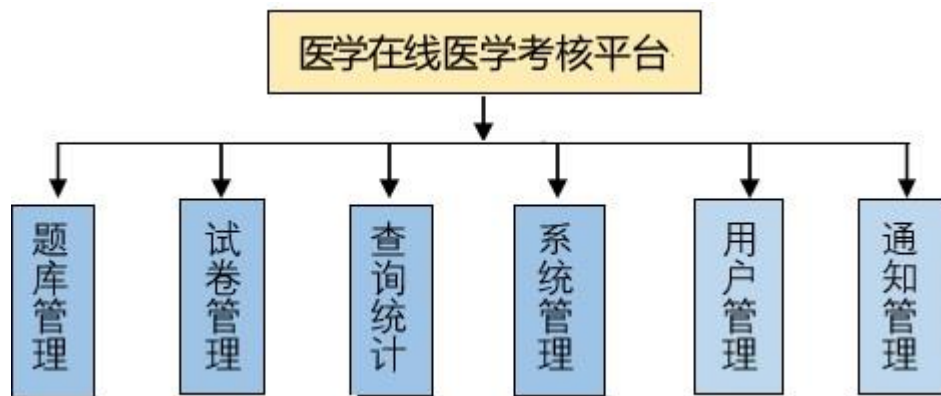 医学在线医学考核平台
题库管理
试卷管理
查询统计
系统管理
用户管理
通知管理